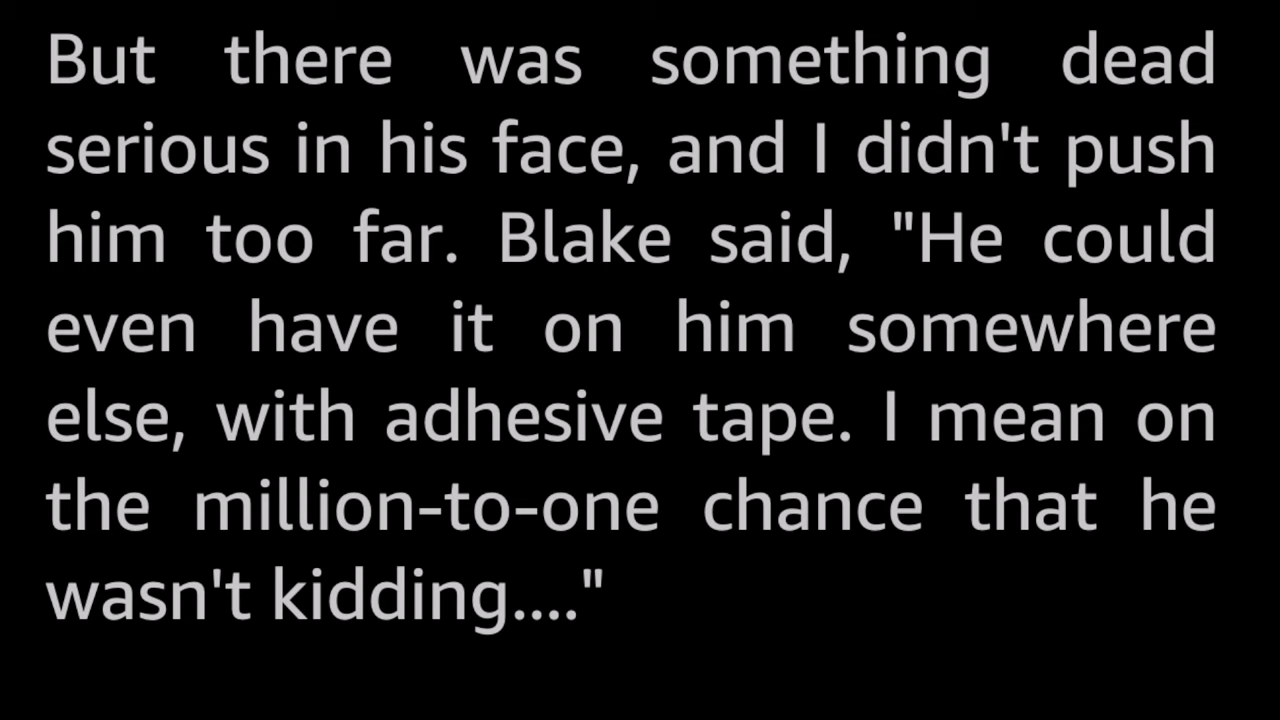 But there was something dead
serious in his face, and I didn't push
him too far. Blake said, "He could
even have it on him somewhere
else, with adhesive tape. I mean on
the million-to-one chance that he
wasn't kidding...."